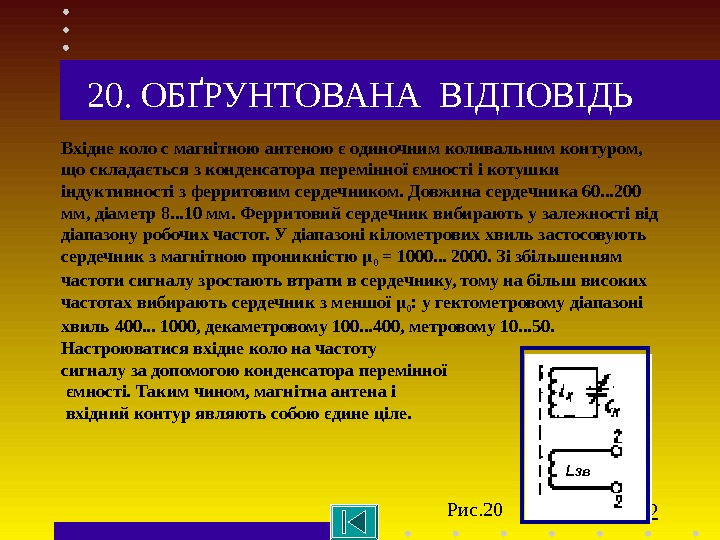 20. ОБҐРУНТОВАНА ВІДПОВІДЬ
Вхідне коло с магнітною антеною є одиночним коливальним контуром,
що складається з конденсатора перемінної ємності і котушки
індуктивності з ферритовим сердечником. Довжина сердечника 60...200
мм, діаметр 8...10 мм. Ферритовий сердечник вибирають у залежності від
діапазону робочих частот. У діапазоні кілометрових хвиль застосовують
сердечник з магнітною проникністю μ₀ = 1000... 2000. Зі збільшенням
частоти сигналу зростають втрати в сердечнику, тому на більш високих
частотах вибирають сердечник з меншої μ₀: у гектометровому діапазоні
хвиль 400... 1000, декаметровому 100...400, метровому 10...50.
Настроюватися вхідне коло на частоту
сигналу за допомогою конденсатора перемінної
ємності. Таким чином, магнітна антена і
вхідний контур являють собою єдине ціле.
Lк
Cк
2
Lзв
2
Рис.20
2